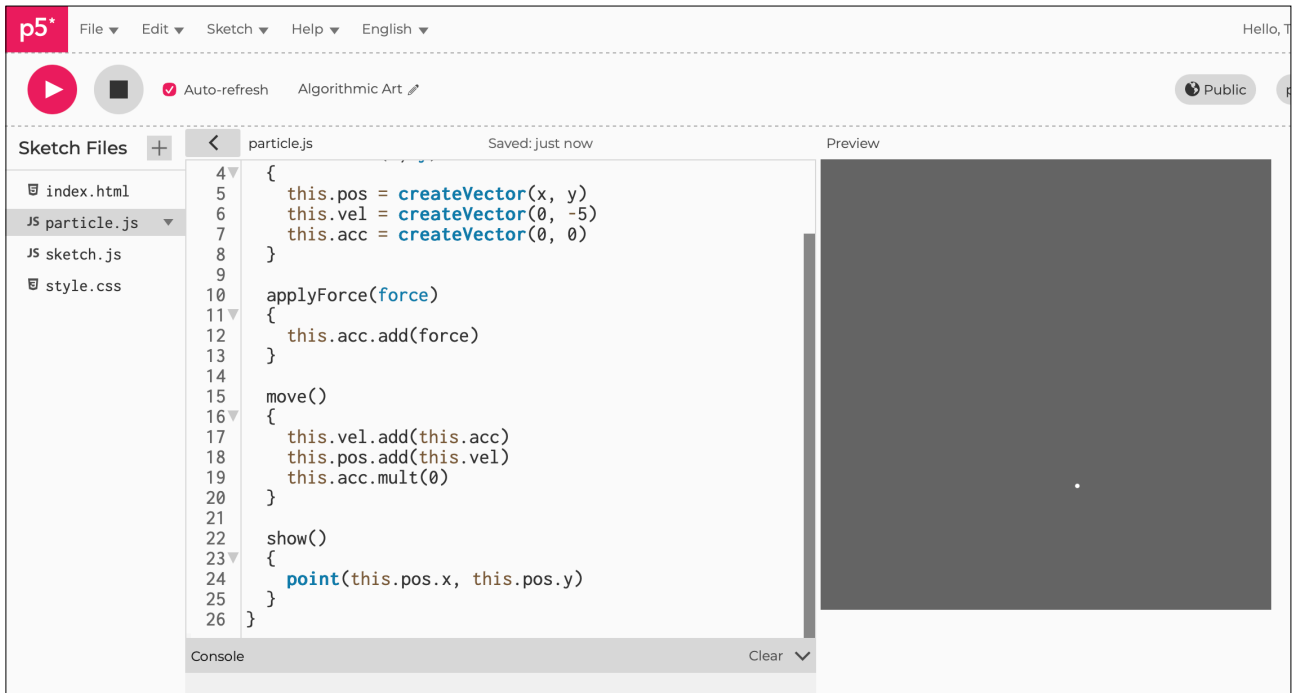 p5*
File Edit Sketch Help English
Hello, T
Auto-refresh Algorithmic Art
Public
p
Sketch Files +
particle.js Saved: just now Preview
index.html
JS particle.js
JS sketch.js
style.css
4 {
5 this.pos = createVector(x, y)
6 this.vel = createVector(0, -5)
7 this.acc = createVector(0, 0)
8 }
9
10 applyForce(force)
11 {
12 this.acc.add(force)
13 }
14
15 move()
16 {
17 this.vel.add(this.acc)
18 this.pos.add(this.vel)
19 this.acc.mult(0)
20 }
21
22 show()
23 {
24 point(this.pos.x, this.pos.y)
25 }
26 }
Console Clear